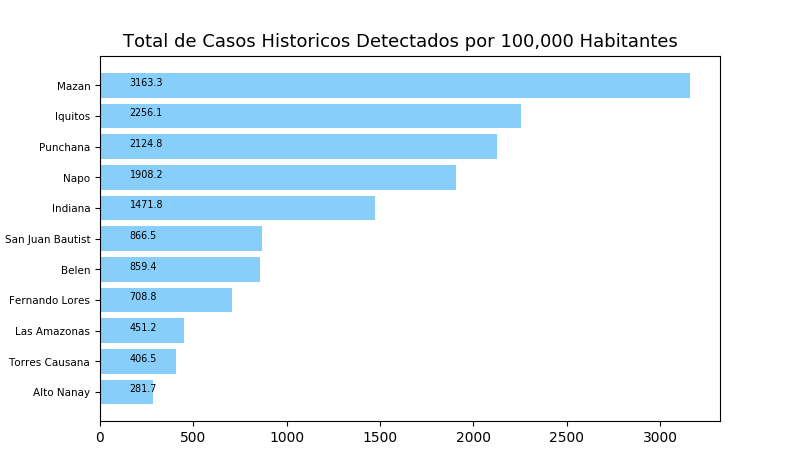 Total de Casos Historicos Detectados por 100,000 Habitantes
Mazan 3163.3
Iquitos 2256.1
Punchana 2124.8
Napo 1908.2
Indiana 1471.8
San Juan Bautist 866.5
Belen 859.4
Fernando Lores 708.8
Las Amazonas 451.2
Torres Causana 406.5
Alto Nanay 281.7
0 500 1000 1500 2000 2500 3000